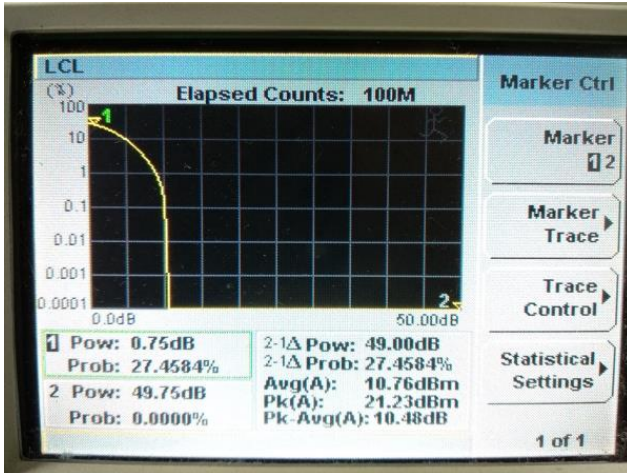 LCL
Marker Ctrl
(%)
Elapsed Counts: 100M
100
1
10
1
0.1
0.01
0.001
0.0001
2
0.0dB
50.00dB
Marker
1 2
Marker
Trace
Trace
Control
Statistical
Settings
1 of 1
1 Pow: 0.75dB
Prob: 27.4584%
2 Pow: 49.75dB
Prob: 0.0000%
2-1Δ Pow: 49.00dB
2-1Δ Prob: 27.4584%
Avg(A): 10.76dBm
Pk(A): 21.23dBm
Pk-Avg(A): 10.48dB